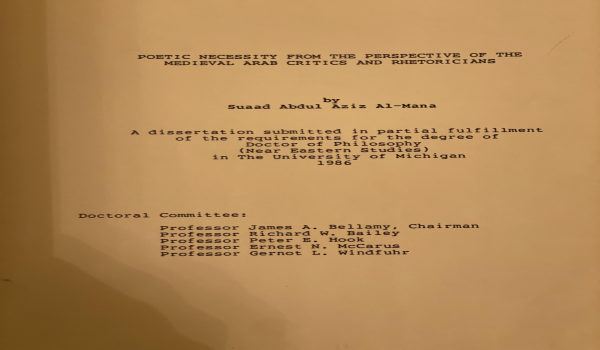 POETIC NECESSITY FROM THE PERSPECTIVE OF THE
MEDIEVAL ARAB CRITICS AND RHETORICIANS
by
Suaad Abdul Aziz Al-Mana
A dissertation submitted in partial fulfillment
of the requirements for the degree of
Doctor of Philosophy
(Near Eastern Studies)
in The University of Michigan
1986
Doctoral Committee:
Professor James A. Bellamy, Chairman
Professor Richard W. Bailey
Professor Peter E. Hook
Professor Ernest N. McCarus
Professor Gernot L. Windfuhr